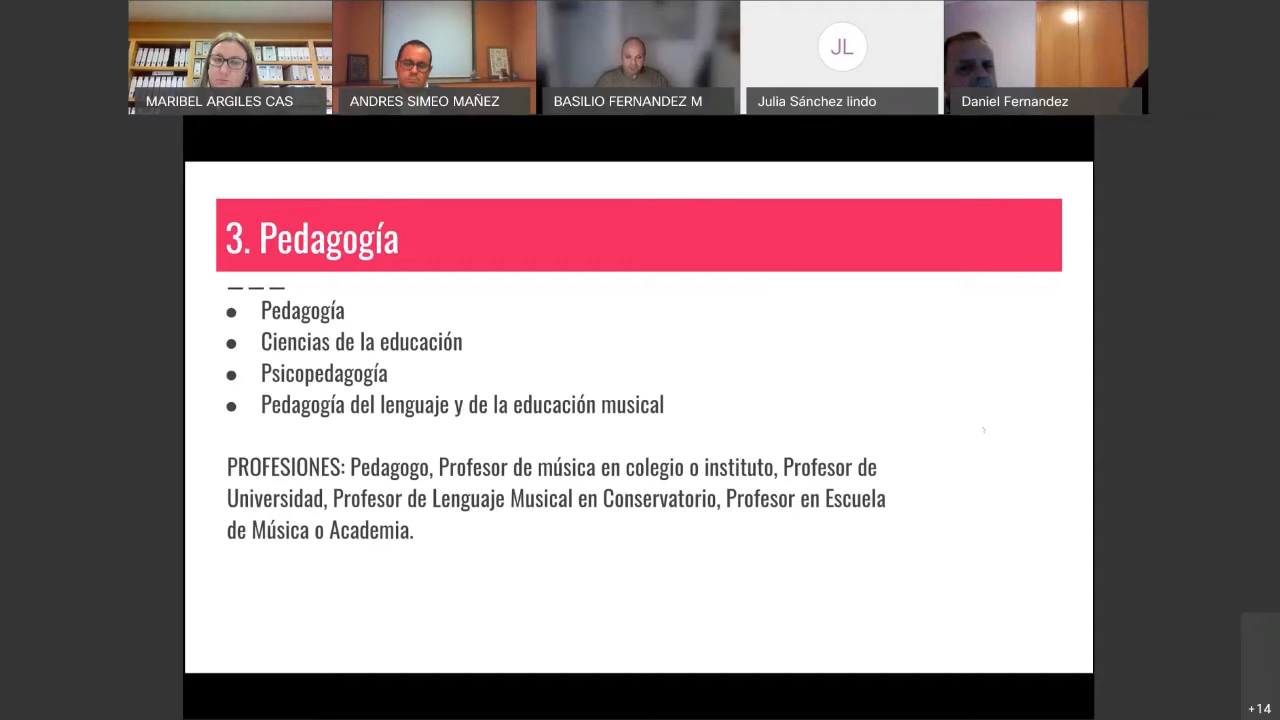 MARIBEL ARGILES CAS
ANDRES SIMEO MAÑEZ
BASILIO FERNANDEZ M
JL
Julia Sánchez lindo
Daniel Fernandez
3. Pedagogía
● Pedagogía
● Ciencias de la educación
● Psicopedagogía
● Pedagogía del lenguaje y de la educación musical
PROFESIONES: Pedagogo, Profesor de música en colegio o instituto, Profesor de
Universidad, Profesor de Lenguaje Musical en Conservatorio, Profesor en Escuela
de Música o Academia.
+14